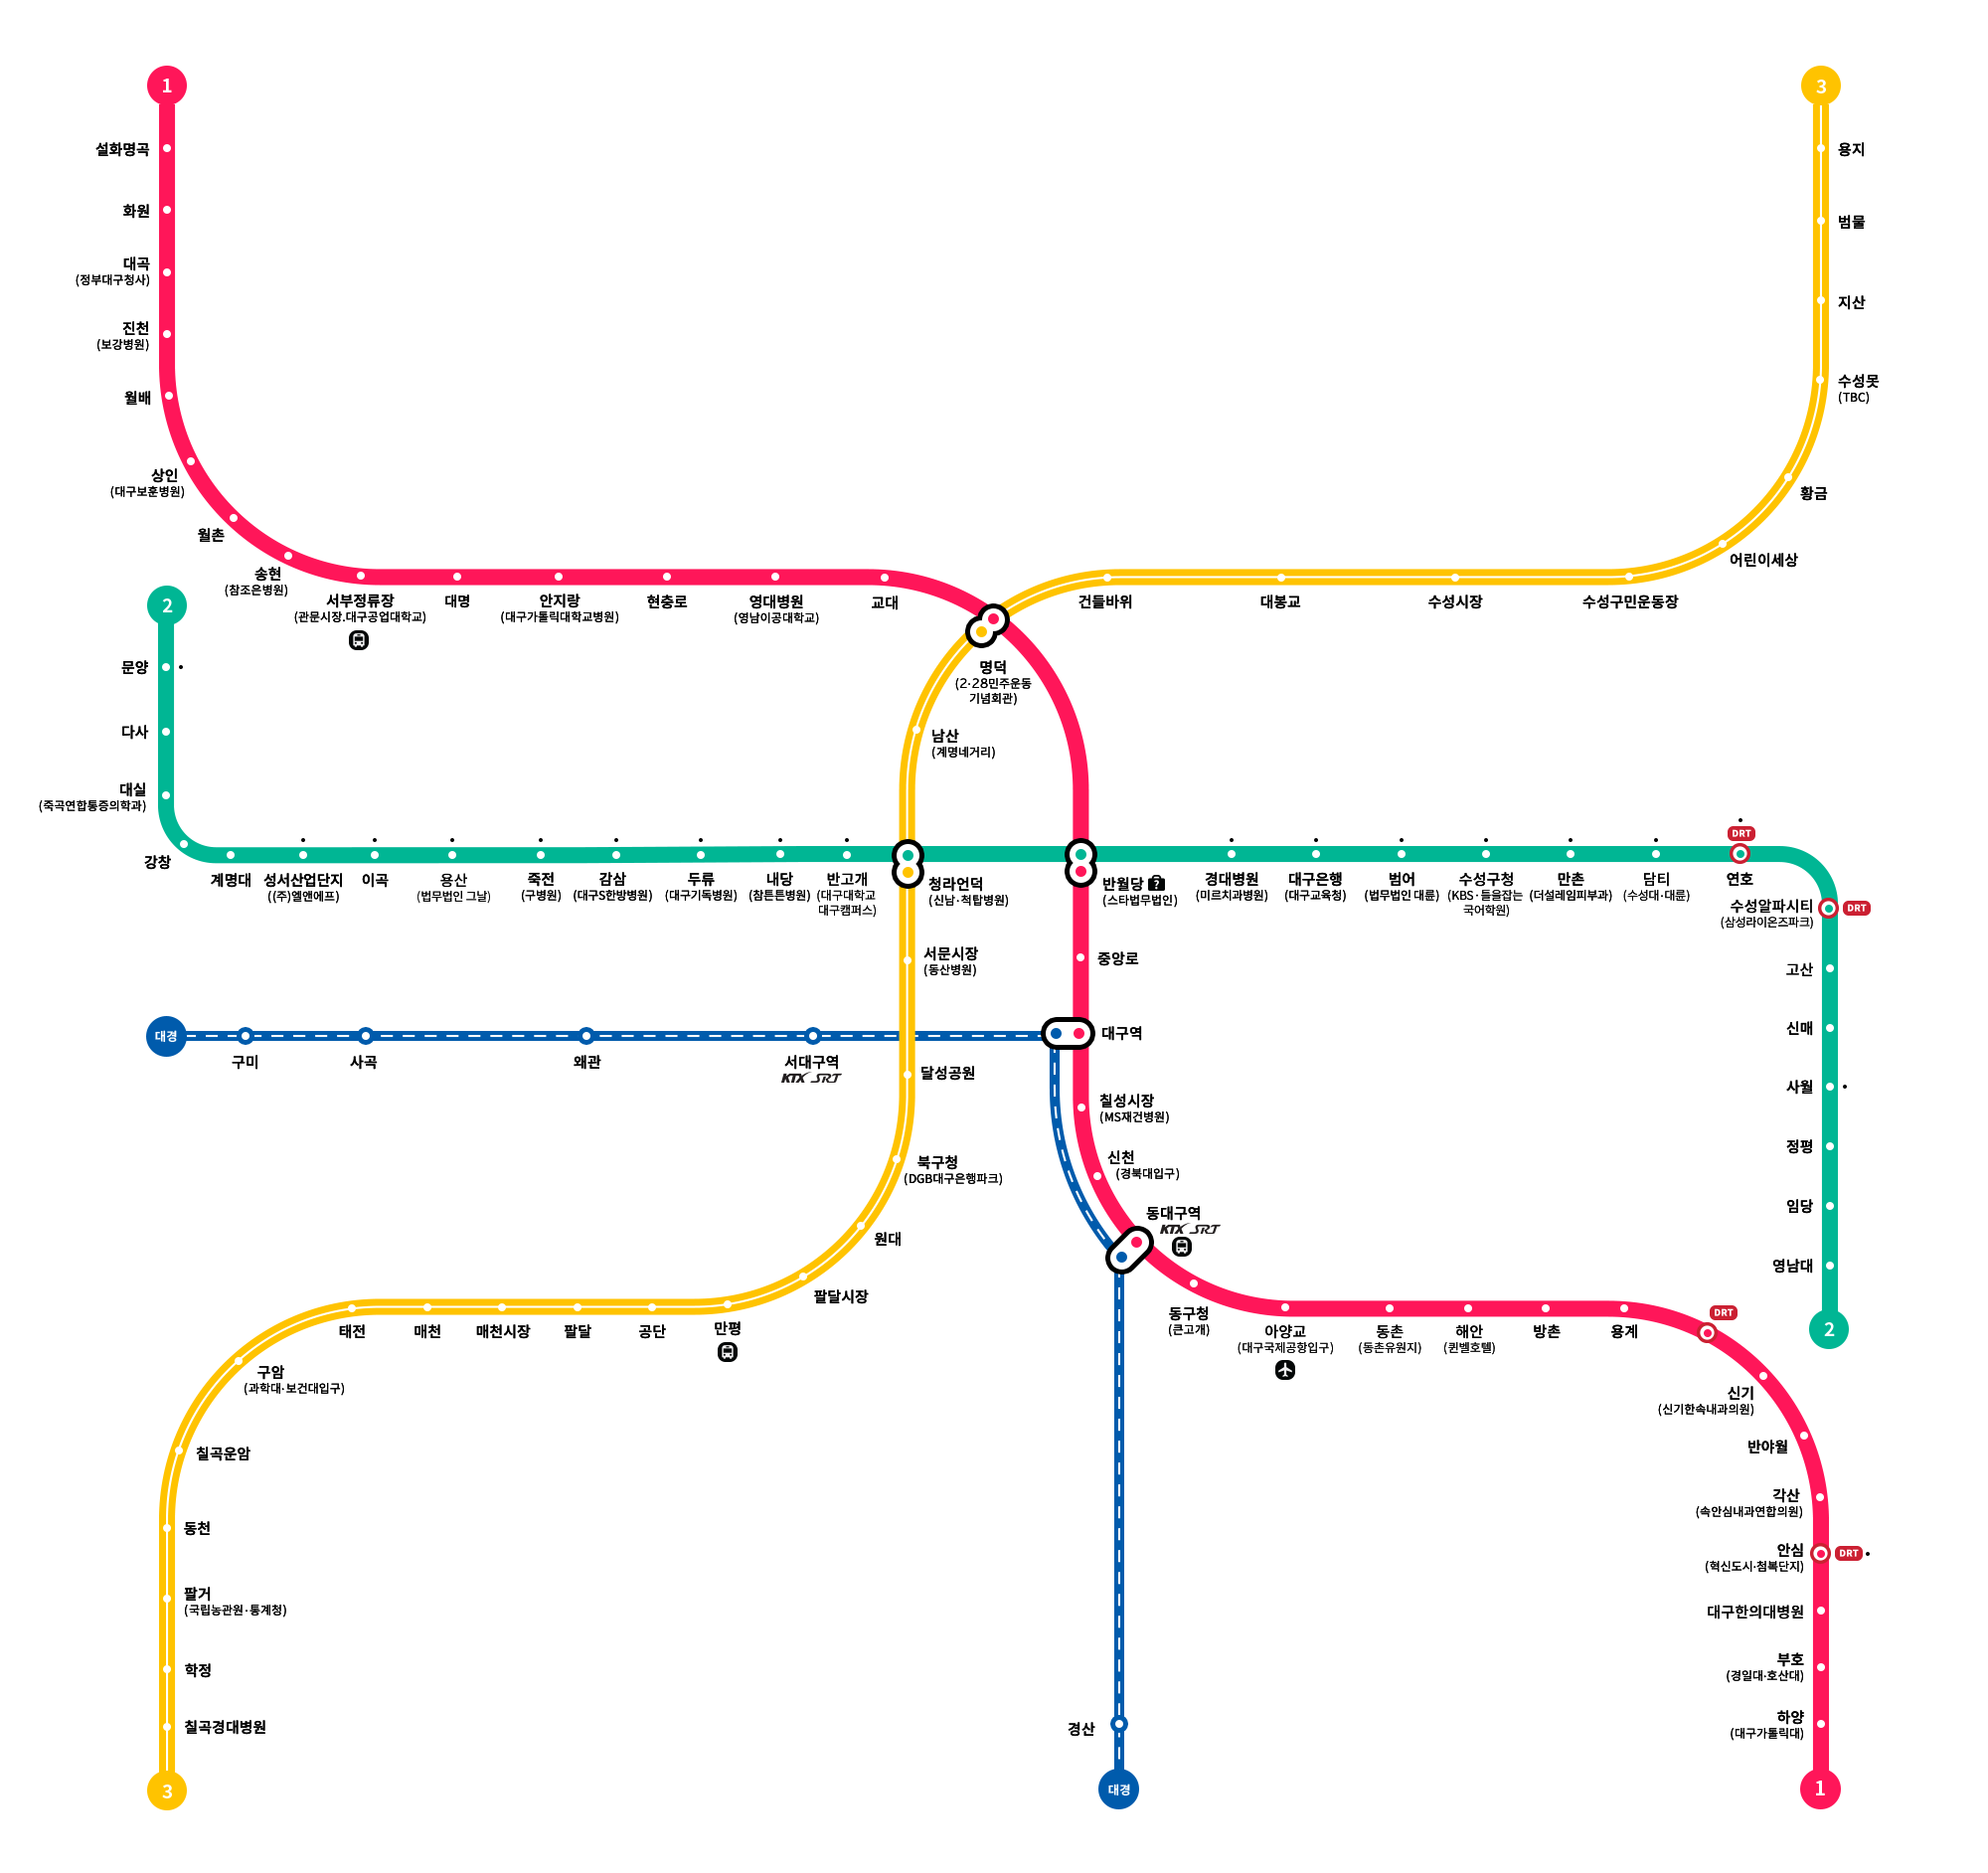 1
설화명곡
화원
대곡
(정부대구청사)
진천
(보강병원)
월배
상인
(대구보훈병원)
월촌
송현
(참조은병원)
서부정류장
(관문시장.대구공업대학교)
대명
안지랑
(대구가톨릭대학교병원)
현충로
영대병원
(영남이공대학교)
교대
3
용지
범물
지산
수성못
(TBC)
황금
어린이세상
수성구민운동장
수성시장
대봉교
건들바위
명덕
(2·28민주운동
기념회관)
남산
(계명네거리)
2
문양
다사
대실
(죽곡연합통증의학과)
강창
계명대
성서산업단지
((주)엘앤에프)
이곡
용산
(법무법인 그날)
죽전
(구병원)
감삼
(대구S한방병원)
두류
(대구기독병원)
내당
(참튼튼병원)
반고개
(대구대학교
대구캠퍼스)
청라언덕
(신남·척탑병원)
반월당
(스타법무법인)
경대병원
(미르치과병원)
대구은행
(대구교육청)
범어
(법무법인 대륜)
수성구청
(KBS·들을잡는
국어학원)
만촌
(더설레임피부과)
담티
(수성대·대륜)
DRT
연호
수성알파시티
(삼성라이온즈파크)
DRT
고산
신매
사월
정평
임당
영남대
2
서문시장
(동산병원)
중앙로
대경
구미
사곡
왜관
서대구역
KTX SRT
대구역
달성공원
칠성시장
(MS재건병원)
북구청
(DGB대구은행파크)
신천
(경북대입구)
원대
동대구역
KTX SRT
팔달시장
만평
공단
팔달
매천시장
매천
태전
구암
(과학대·보건대입구)
칠곡운암
동천
팔거
(국립농관원·통계청)
학정
칠곡경대병원
3
동구청
(큰고개)
아양교
(대구국제공항입구)
동촌
(동촌유원지)
해안
(퀸벨호텔)
방촌
용계
DRT
신기
(신기한속내과의원)
반야월
각산
(속안심내과연합의원)
안심
(혁신도시·첨복단지)
DRT
대구한의대병원
부호
(경일대·호산대)
하양
(대구가톨릭대)
1
경산
대경